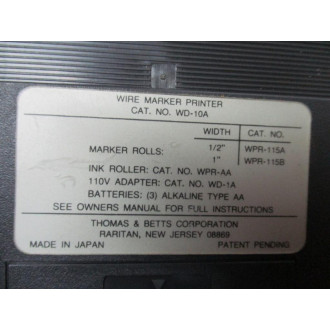 WIRE MARKER PRINTER
CAT. NO. WD-10A
WIDTH CAT. NO.
MARKER ROLLS: 1/2" WPR-115A
1" WPR-115B
INK ROLLER: CAT. NO. WPR-AA
110V ADAPTER: CAT. NO. WD-1A
BATTERIES: (3) ALKALINE TYPE AA
SEE OWNERS MANUAL FOR FULL INSTRUCTIONS
THOMAS & BETTS CORPORATION
RARITAN, NEW JERSEY 08869
MADE IN JAPAN PATENT PENDING